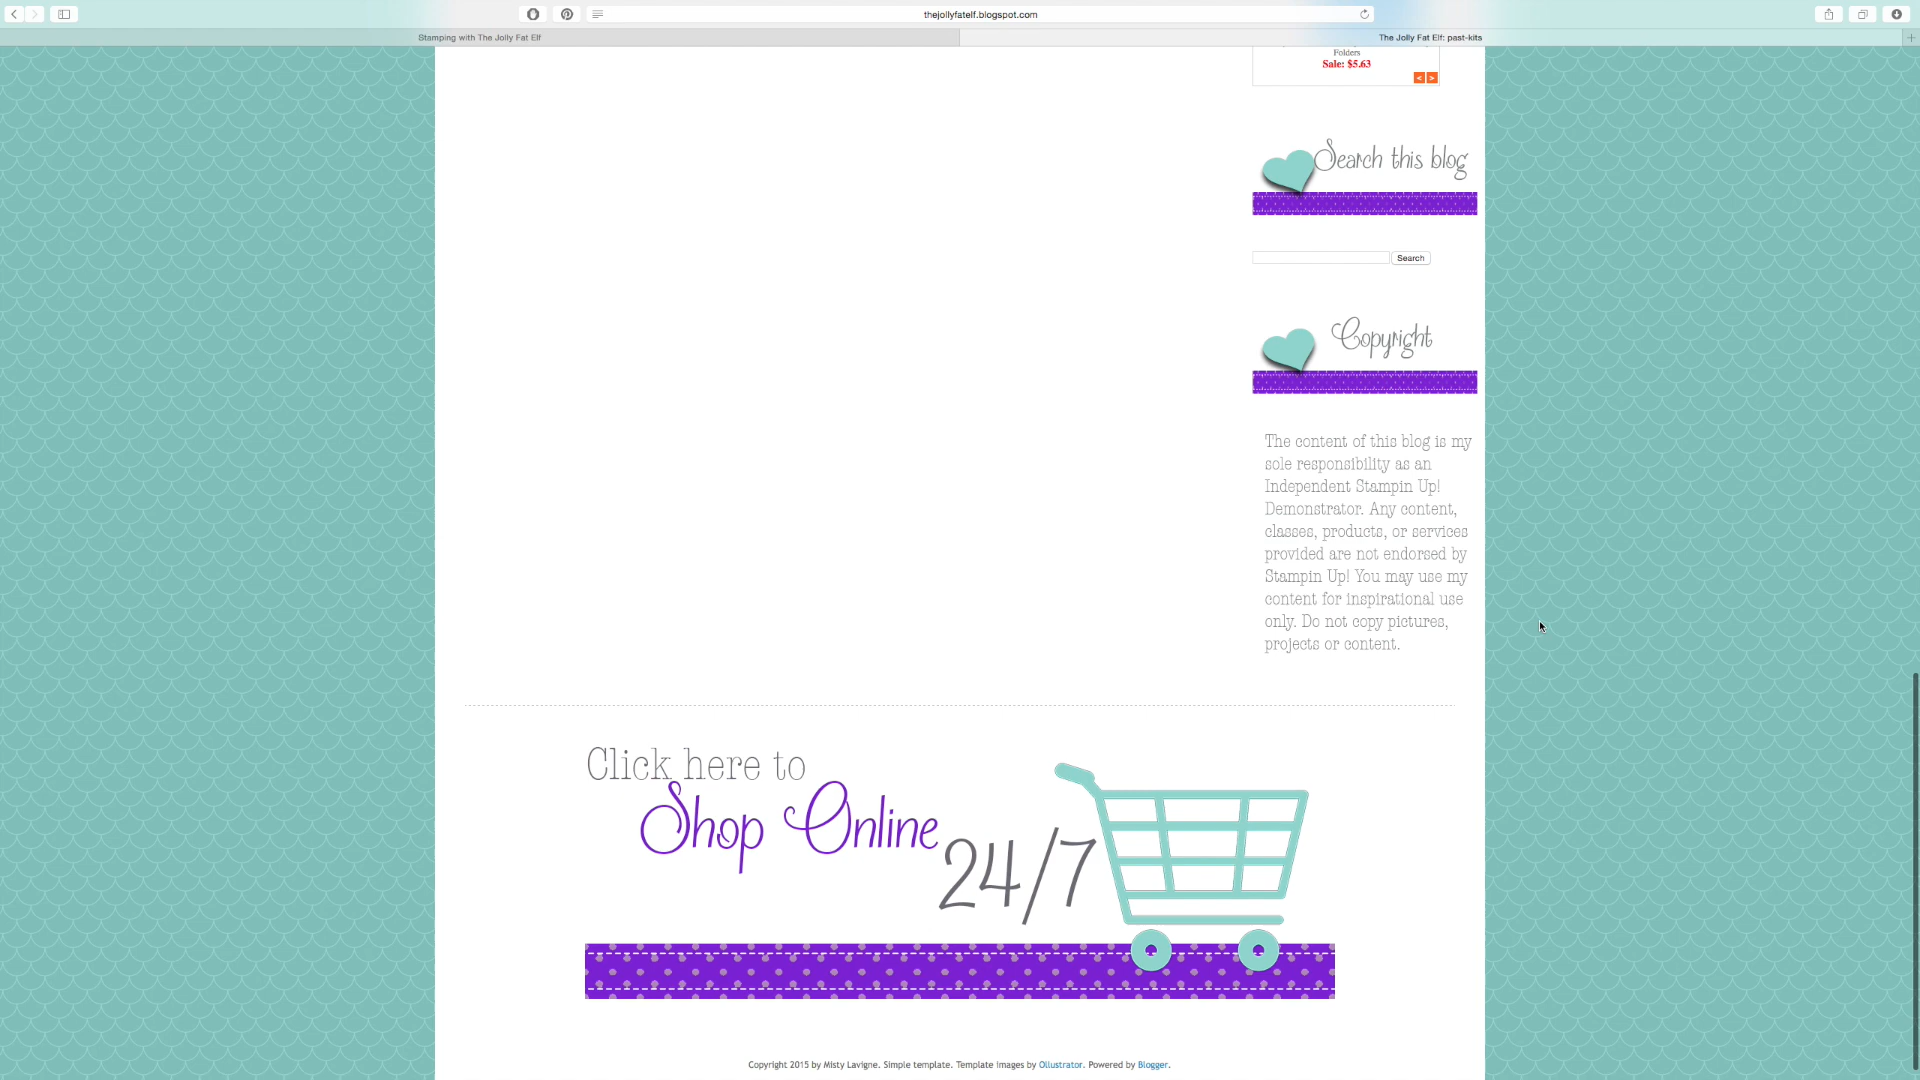 thejollyfatelf.blogspot.com
Stamping with The Jolly Fat Elf
The Jolly Fat Elf: past-kits
Folders
Sale: $5.63
< >
Search this blog
Search
Copyright
The content of this blog is my
sole responsibility as an
Independent Stampin Up!
Demonstrator. Any content,
classes, products, or services
provided are not endorsed by
Stampin Up! You may use my
content for inspirational use
only. Do not copy pictures,
projects or content.
Click here to
Shop Online
24/7
Copyright 2015 by Misty Lavigne. Simple template. Template images by Ollustrator. Powered by Blogger.